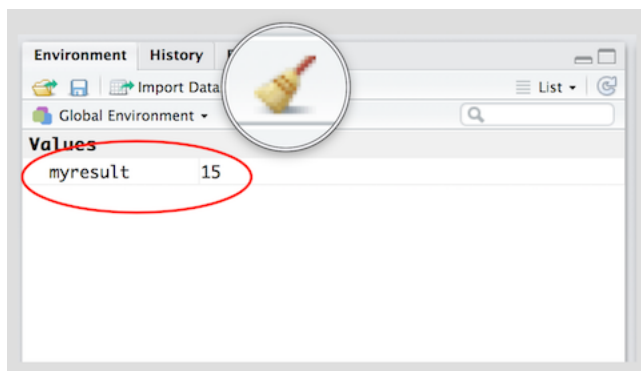 Environment History
Import Data
List
Global Environment
Values
myresult 15